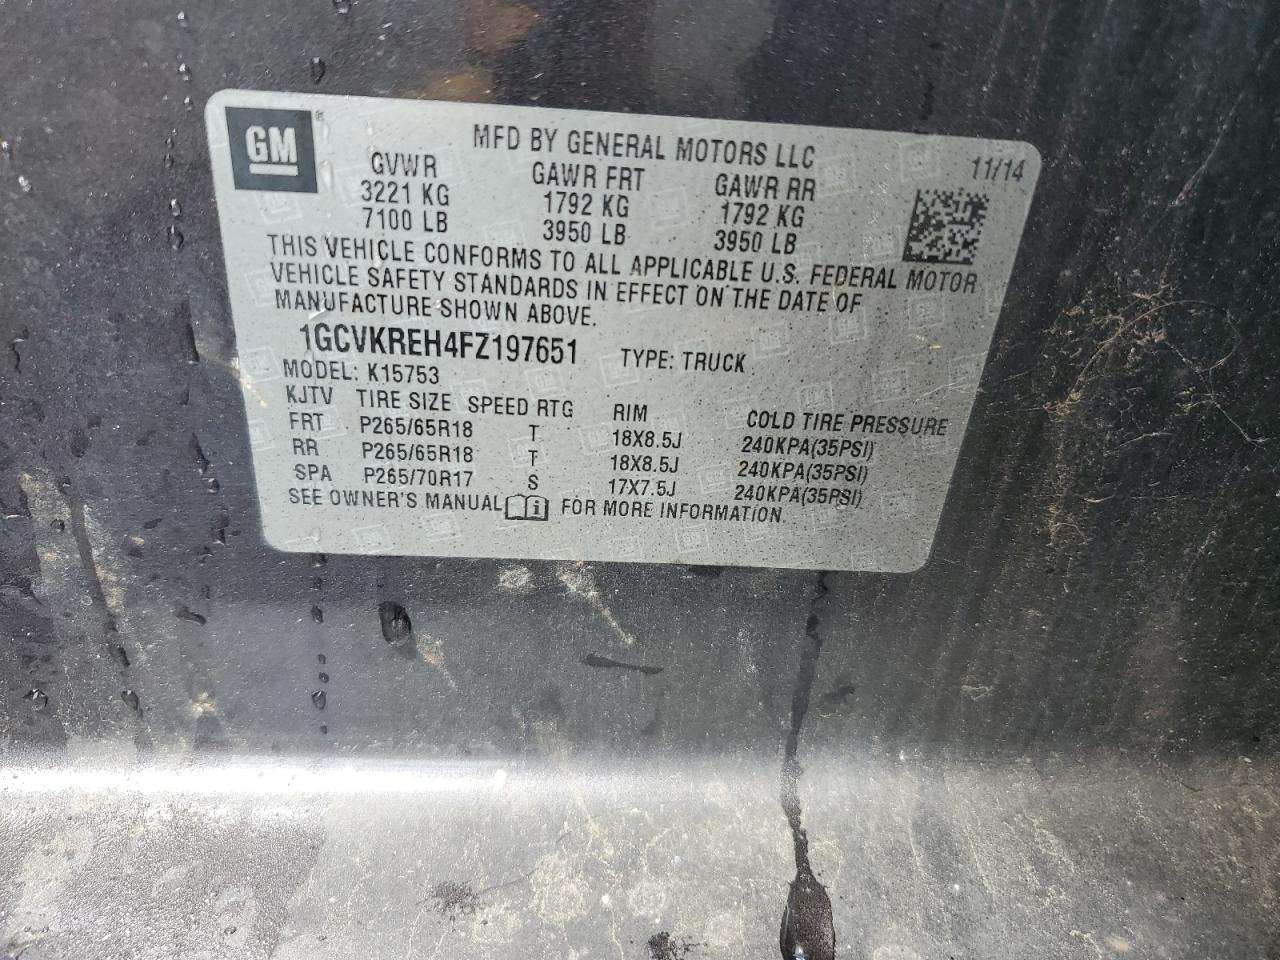 GM ®
MFD BY GENERAL MOTORS LLC
11/14
GVWR GAWR FRT GAWR RR
3221 KG 1792 KG 1792 KG
7100 LB 3950 LB 3950 LB
THIS VEHICLE CONFORMS TO ALL APPLICABLE U.S. FEDERAL MOTOR
VEHICLE SAFETY STANDARDS IN EFFECT ON THE DATE OF
MANUFACTURE SHOWN ABOVE.
1GCVKREH4FZ197651 TYPE: TRUCK
MODEL: K15753
KJTV TIRE SIZE SPEED RTG RIM COLD TIRE PRESSURE
FRT P265/65R18 T 18X8.5J 240KPA(35PSI)
RR P265/65R18 T 18X8.5J 240KPA(35PSI)
SPA P265/70R17 S 17X7.5J 240KPA(35PSI)
SEE OWNER'S MANUAL i FOR MORE INFORMATION.